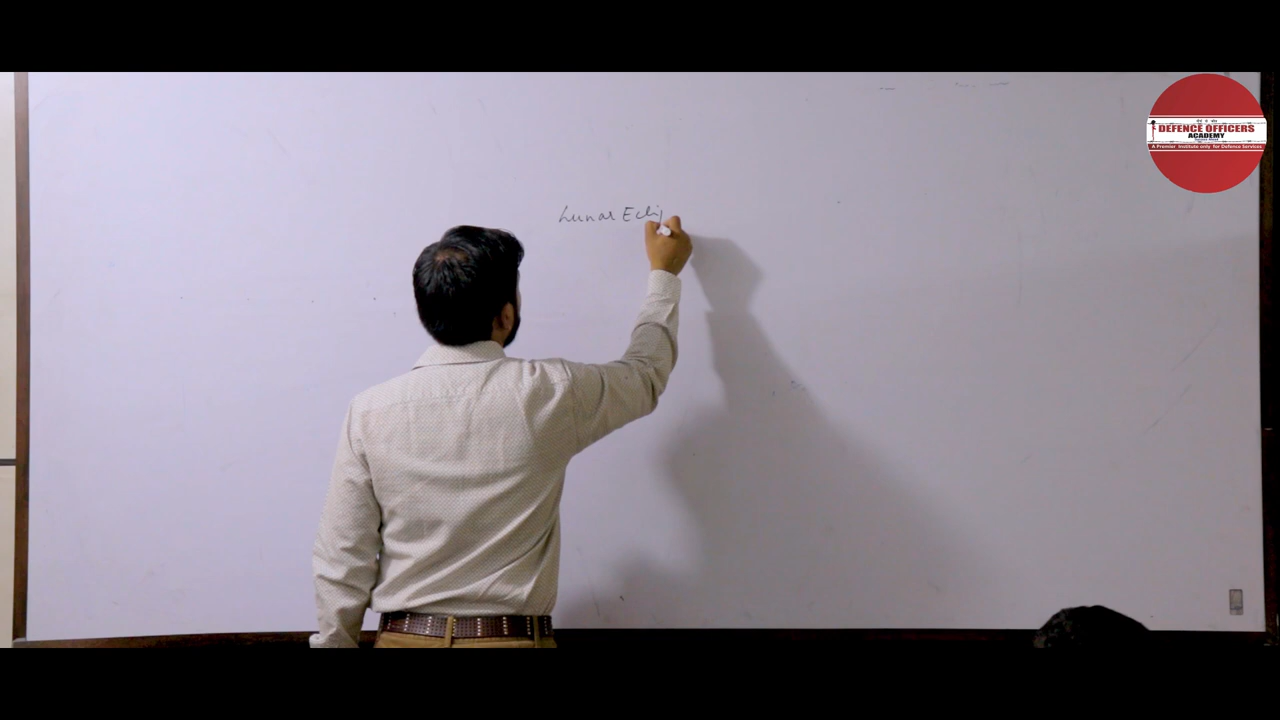 Lunar Ecli
DEFENCE OFFICERS
ACADEMY
A Premier Institute only for Defence Services